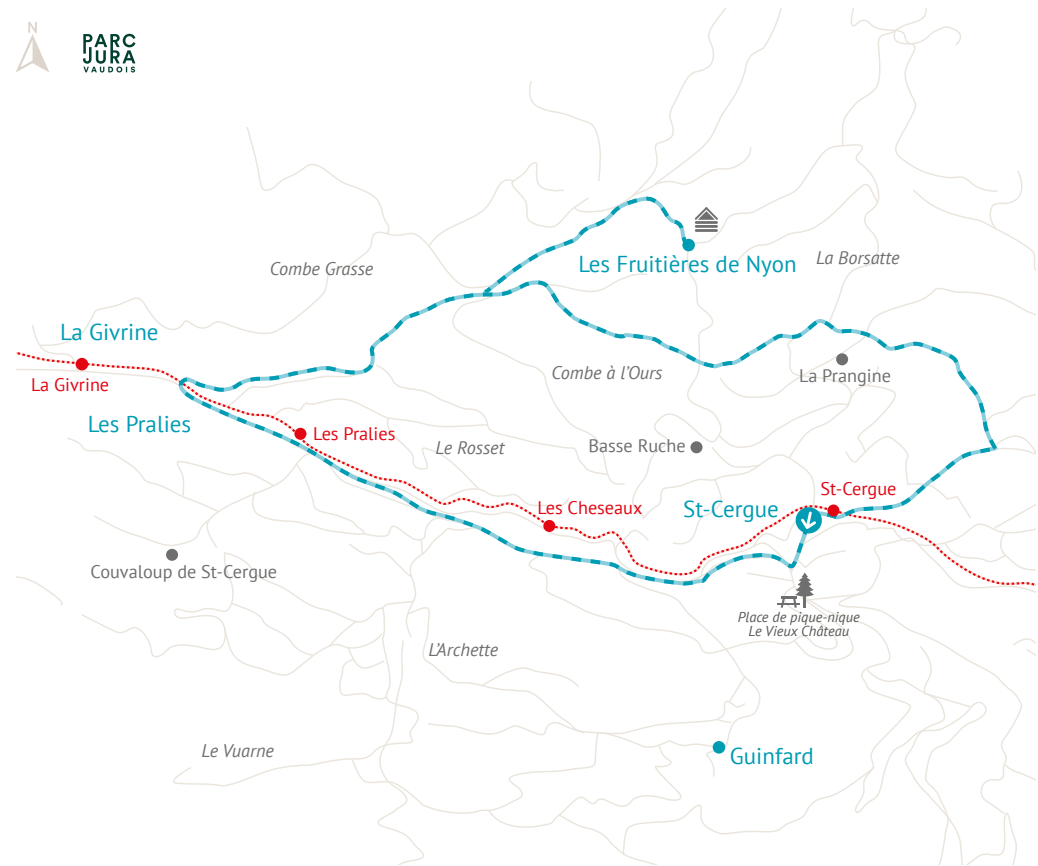 N
PARC
JURA
VAUDOIS
Les Fruitières de Nyon
La Borsatte
Combe Grasse
La Givrine
La Givrine
Combe à l'Ours
La Prangine
Les Pralies
Les Pralies
Le Rosset
Basse Ruche
St-Cergue
St-Cergue
Les Cheseaux
Couvaloup de St-Cergue
Place de pique-nique
Le Vieux Château
L'Archette
Le Vuarne
Guinfard